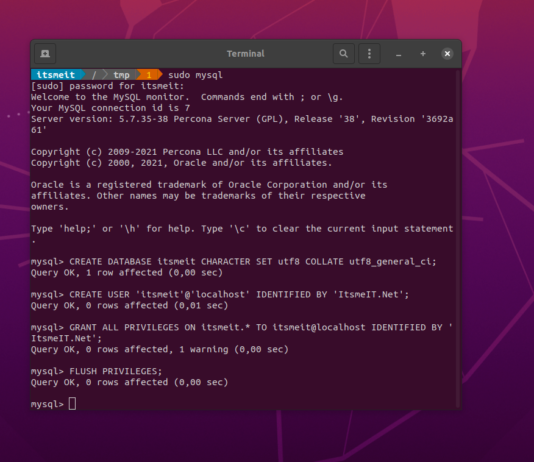 Terminal
itsmeit / tmp 1 sudo mysql
[sudo] password for itsmeit:
Welcome to the MySQL monitor.  Commands end with ; or \g.
Your MySQL connection id is 7
Server version: 5.7.35-38 Percona Server (GPL), Release '38', Revision '3692a
61'
Copyright (c) 2009-2021 Percona LLC and/or its affiliates
Copyright (c) 2000, 2021, Oracle and/or its affiliates.
Oracle is a registered trademark of Oracle Corporation and/or its
affiliates. Other names may be trademarks of their respective
owners.
Type 'help;' or '\h' for help. Type '\c' to clear the current input statement
.
mysql> CREATE DATABASE itsmeit CHARACTER SET utf8 COLLATE utf8_general_ci;
Query OK, 1 row affected (0,00 sec)
mysql> CREATE USER 'itsmeit'@'localhost' IDENTIFIED BY 'ItsmeIT.Net';
Query OK, 0 rows affected (0,01 sec)
mysql> GRANT ALL PRIVILEGES ON itsmeit.* TO itsmeit@localhost IDENTIFIED BY '
ItsmeIT.Net';
Query OK, 0 rows affected, 1 warning (0,00 sec)
mysql> FLUSH PRIVILEGES;
Query OK, 0 rows affected (0,00 sec)
mysql>